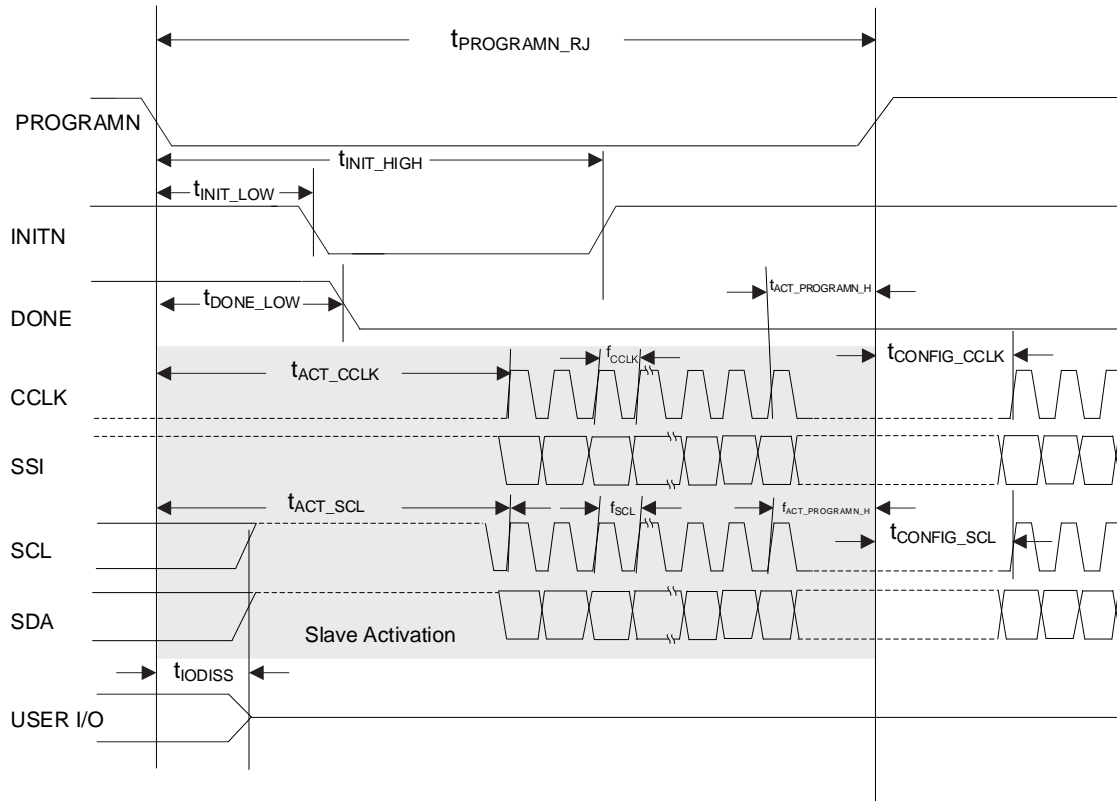 tPROGRAMN_RJ
PROGRAMN
tINIT_HIGH
tINIT_LOW
INITN
tDONE_LOW
tACT_PROGRAMN_H
DONE
tACT_CCLK
fCCLK
tCONFIG_CCLK
CCLK
SSI
tACT_SCL
fSCL
fACT_PROGRAMN_H
tCONFIG_SCL
SCL
SDA
Slave Activation
tIODISS
USER I/O